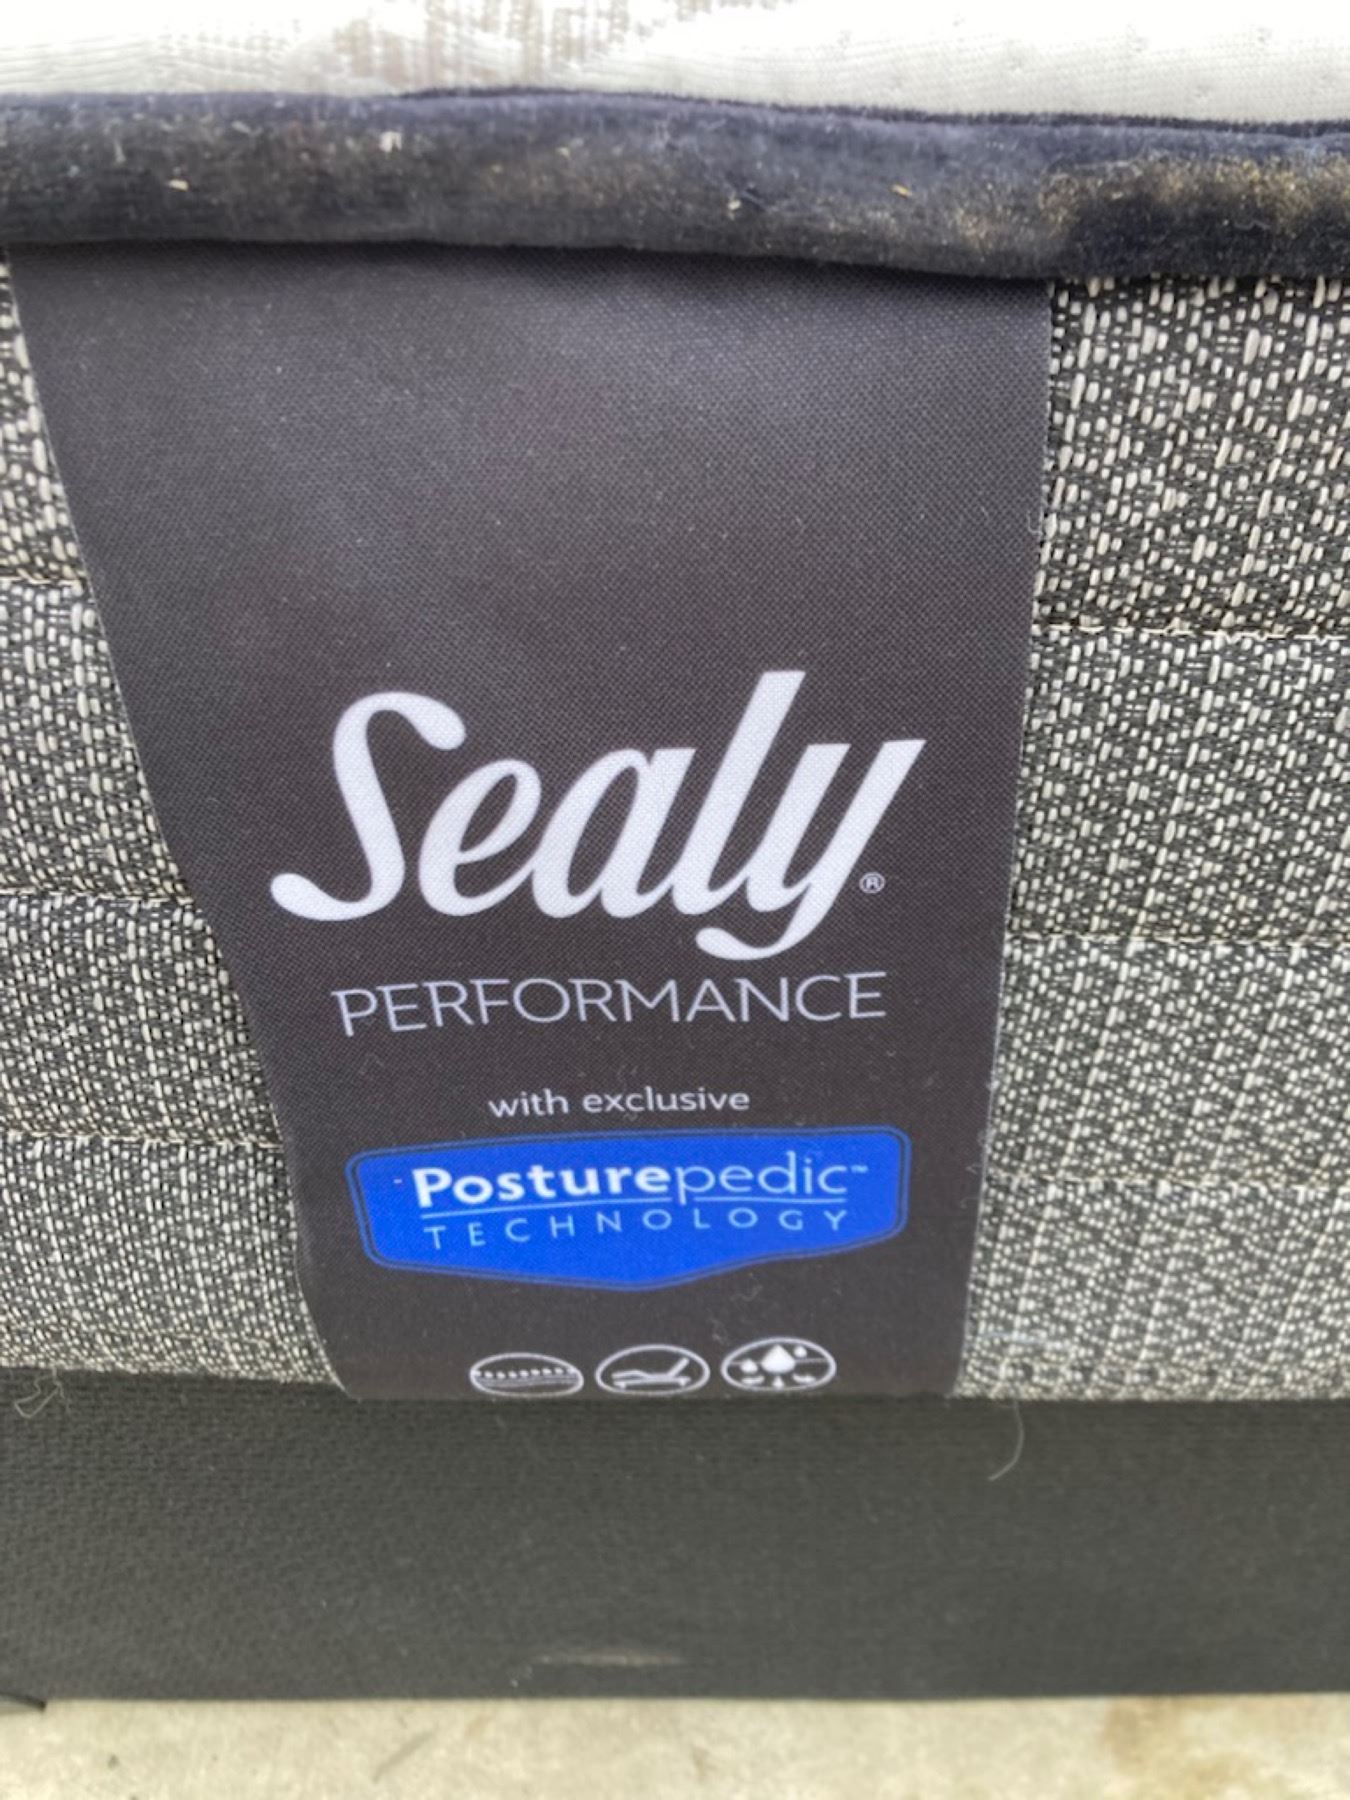 Sealy®
PERFORMANCE
with exclusive
Posturepedic™
TECHNOLOGY